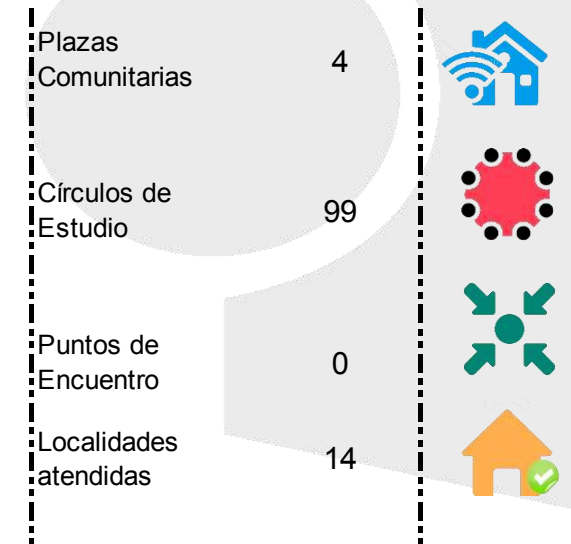 Plazas
Comunitarias
4
Círculos de
Estudio
99
Puntos de
Encuentro
0
Localidades
atendidas
14